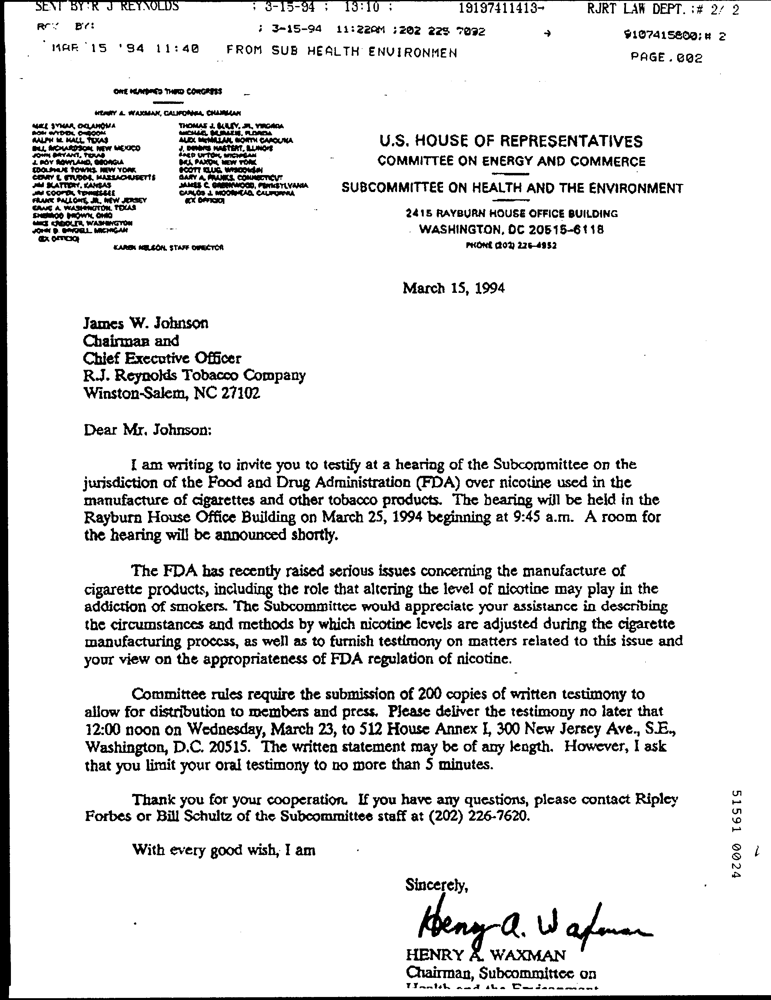 SENT BY:R J REYNOLDS ; 3-15-94 ; 13:10 ; 19197411413→ RJRT LAW DEPT. ;# 2/ 2
BY: ; 3-15-94 11:22AM ;202 225 7092 → 9107415800;# 2
MAR 15 '94 11:40 FROM SUB HEALTH ENVIRONMEN PAGE.002
ONE HUNDRED THIRD CONGRESS
HENRY A. WAXMAN, CALIFORNIA, CHAIRMAN
MIKE SYNAR, OKLAHOMA
RON WYDEN, OREGON
RALPH M. HALL, TEXAS
BILL RICHARDSON, NEW MEXICO
JOHN BRYANT, TEXAS
J. ROY ROWLAND, GEORGIA
EDOLPHUS TOWNS, NEW YORK
GERRY E. STUDDS, MASSACHUSETTS
JIM SLATTERY, KANSAS
JIM COOPER, TENNESSEE
FRANK PALLONE, JR., NEW JERSEY
CRAIG A. WASHINGTON, TEXAS
SHERROD BROWN, OHIO
MIKE KREIDLER, WASHINGTON
JOHN D. DINGELL, MICHIGAN
(EX OFFICIO)
THOMAS J. BLILEY, JR., VIRGINIA
MICHAEL BILIRAKIS, FLORIDA
ALEX McMILLAN, NORTH CAROLINA
J. DENNIS HASTERT, ILLINOIS
FRED UPTON, MICHIGAN
BILL PAXON, NEW YORK
SCOTT KLUG, WISCONSIN
GARY A. FRANKS, CONNECTICUT
JAMES C. GREENWOOD, PENNSYLVANIA
CARLOS J. MOORHEAD, CALIFORNIA
(EX OFFICIO)
KAREN NELSON, STAFF DIRECTOR
U.S. HOUSE OF REPRESENTATIVES
COMMITTEE ON ENERGY AND COMMERCE
SUBCOMMITTEE ON HEALTH AND THE ENVIRONMENT
2415 RAYBURN HOUSE OFFICE BUILDING
WASHINGTON, DC 20515-6118
PHONE (202) 226-4952
March 15, 1994
James W. Johnson
Chairman and
Chief Executive Officer
R.J. Reynolds Tobacco Company
Winston-Salem, NC 27102
Dear Mr. Johnson:
I am writing to invite you to testify at a hearing of the Subcommittee on the
jurisdiction of the Food and Drug Administration (FDA) over nicotine used in the
manufacture of cigarettes and other tobacco products. The hearing will be held in the
Rayburn House Office Building on March 25, 1994 beginning at 9:45 a.m. A room for
the hearing will be announced shortly.
The FDA has recently raised serious issues concerning the manufacture of
cigarette products, including the role that altering the level of nicotine may play in the
addiction of smokers. The Subcommittee would appreciate your assistance in describing
the circumstances and methods by which nicotine levels are adjusted during the cigarette
manufacturing process, as well as to furnish testimony on matters related to this issue and
your view on the appropriateness of FDA regulation of nicotine.
Committee rules require the submission of 200 copies of written testimony to
allow for distribution to members and press. Please deliver the testimony no later that
12:00 noon on Wednesday, March 23, to 512 House Annex I, 300 New Jersey Ave., S.E.,
Washington, D.C. 20515. The written statement may be of any length. However, I ask
that you limit your oral testimony to no more than 5 minutes.
Thank you for your cooperation. If you have any questions, please contact Ripley
Forbes or Bill Schultz of the Subcommittee staff at (202) 226-7620.
With every good wish, I am
Sincerely,
Henry A. Waxman
HENRY A. WAXMAN
Chairman, Subcommittee on
Health and the Environment
51591 0024